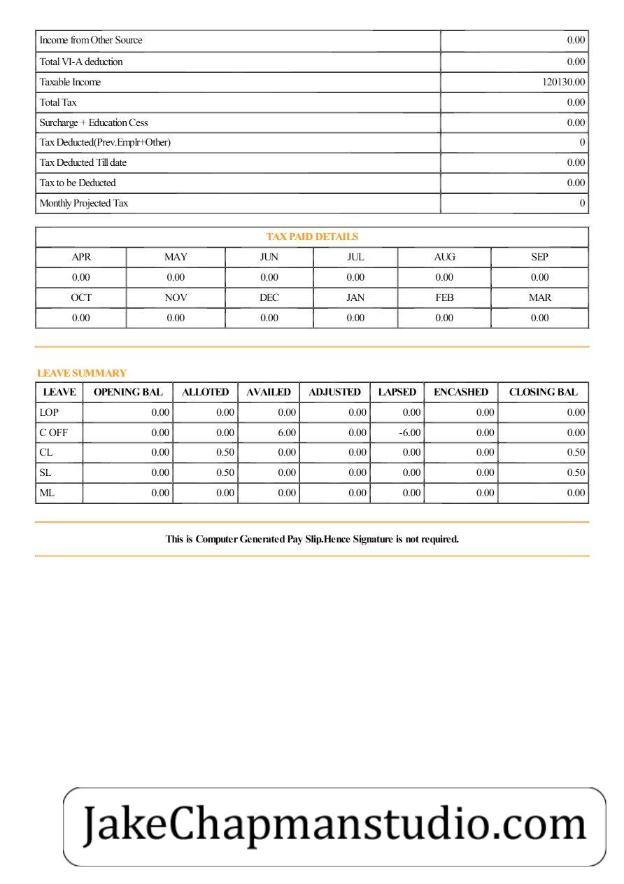 Income from Other Source 0.00
Total VI-A deduction 0.00
Taxable Income 120130.00
Total Tax 0.00
Surcharge + Education Cess 0.00
Tax Deducted(Prev.Emplr+Other) 0
Tax Deducted Till date 0.00
Tax to be Deducted 0.00
Monthly Projected Tax 0
TAX PAID DETAILS
APR MAY JUN JUL AUG SEP
0.00 0.00 0.00 0.00 0.00 0.00
OCT NOV DEC JAN FEB MAR
0.00 0.00 0.00 0.00 0.00 0.00
LEAVE SUMMARY
LEAVE OPENING BAL ALLOTED AVAILED ADJUSTED LAPSED ENCASHED CLOSING BAL
LOP 0.00 0.00 0.00 0.00 0.00 0.00 0.00
C OFF 0.00 0.00 6.00 0.00 -6.00 0.00 0.00
CL 0.00 0.50 0.00 0.00 0.00 0.00 0.50
SL 0.00 0.50 0.00 0.00 0.00 0.00 0.50
ML 0.00 0.00 0.00 0.00 0.00 0.00 0.00
This is Computer Generated Pay Slip.Hence Signature is not required.
JakeChapmanstudio.com